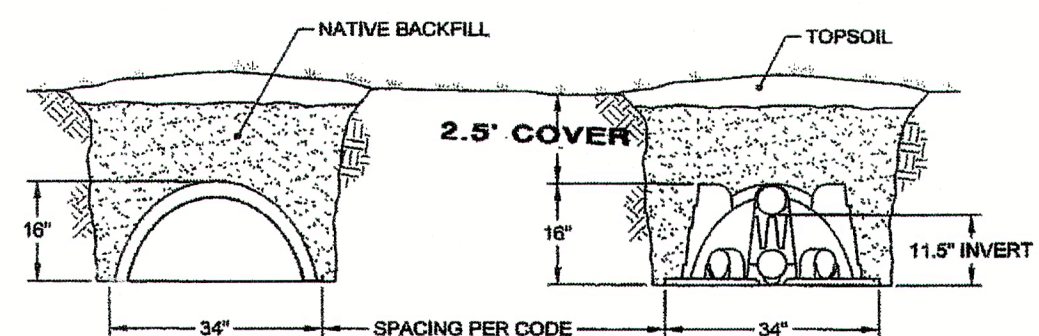 NATIVE BACKFILL
TOPSOIL
2.5' COVER
16"
16"
11.5" INVERT
34"
SPACING PER CODE
34"